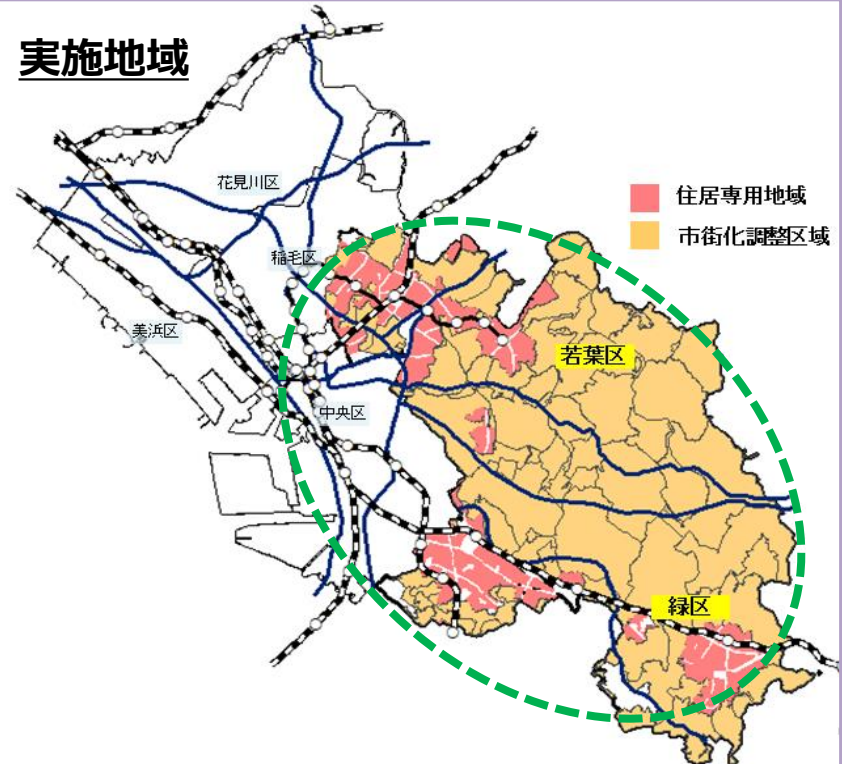 実施地域
花見川区
住居専用地域
市街化調整区域
稲毛区
美浜区
若葉区
中央区
緑区